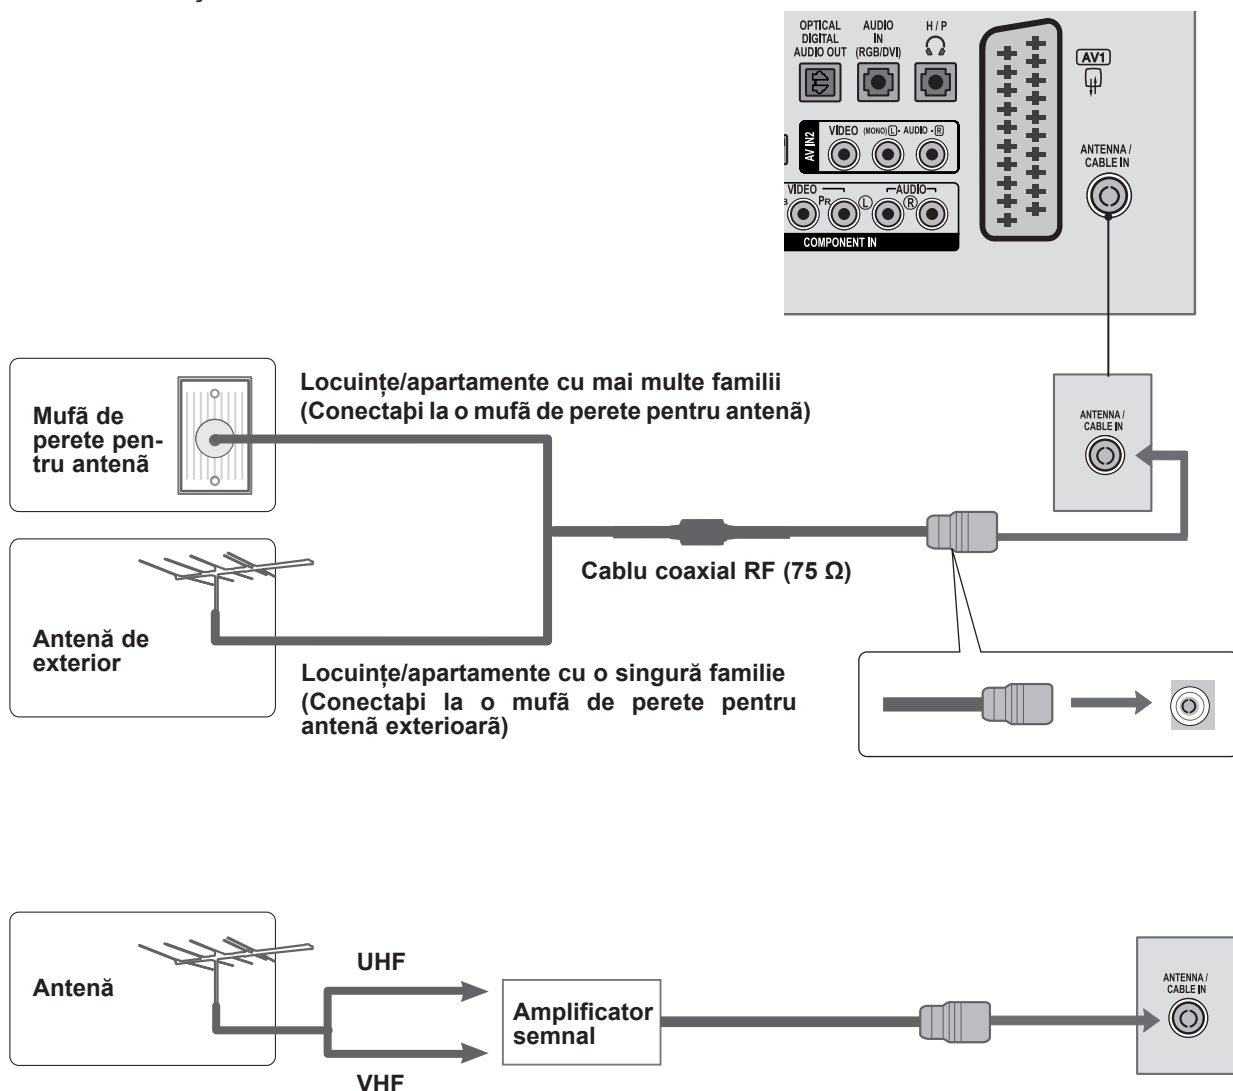 OPTICAL
DIGITAL
AUDIO OUT
AUDIO
IN
(RGB/DVI)
H / P
AV1
AV IN2
VIDEO (MONO) L - AUDIO - R
ANTENNA /
CABLE IN
VIDEO AUDIO
B PR L R
COMPONENT IN
Mufã de
perete pen-
tru antenã
Locuințe/apartamente cu mai multe familii
(Conectaþi la o mufã de perete pentru antenã)
ANTENNA /
CABLE IN
Cablu coaxial RF (75 Ω)
Antenă de
exterior
Locuințe/apartamente cu o singură familie
(Conectaþi la o mufã de perete pentru
antenã exterioarã)
Antenă
UHF
VHF
Amplificator
semnal
ANTENNA /
CABLE IN